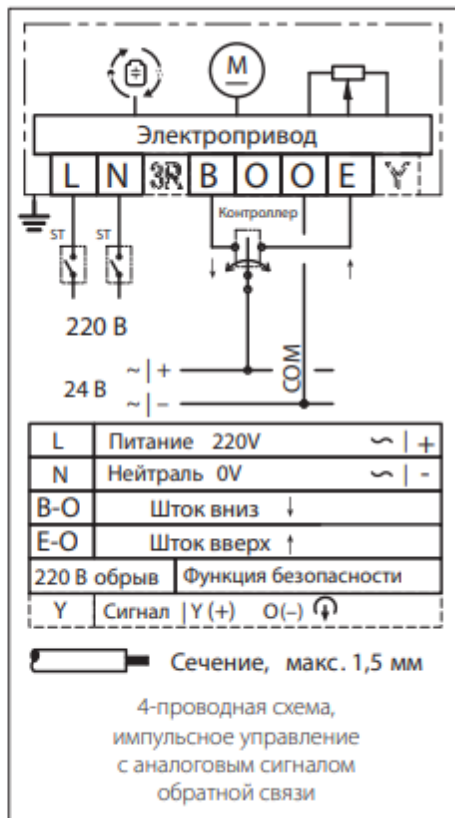 M
Электропривод
L N 3R B O O E Y
Контроллер
ST ST
↓ ↑
220 В
~ | +
24 В
~ | –
COM
L Питание 220V ~ | +
N Нейтраль 0V ~ | -
B-O Шток вниз ↓
E-O Шток вверх ↑
220 В обрыв Функция безопасности
Y Сигнал | Y (+) O(–)
Сечение, макс. 1,5 мм
4-проводная схема,
импульсное управление
с аналоговым сигналом
обратной связи